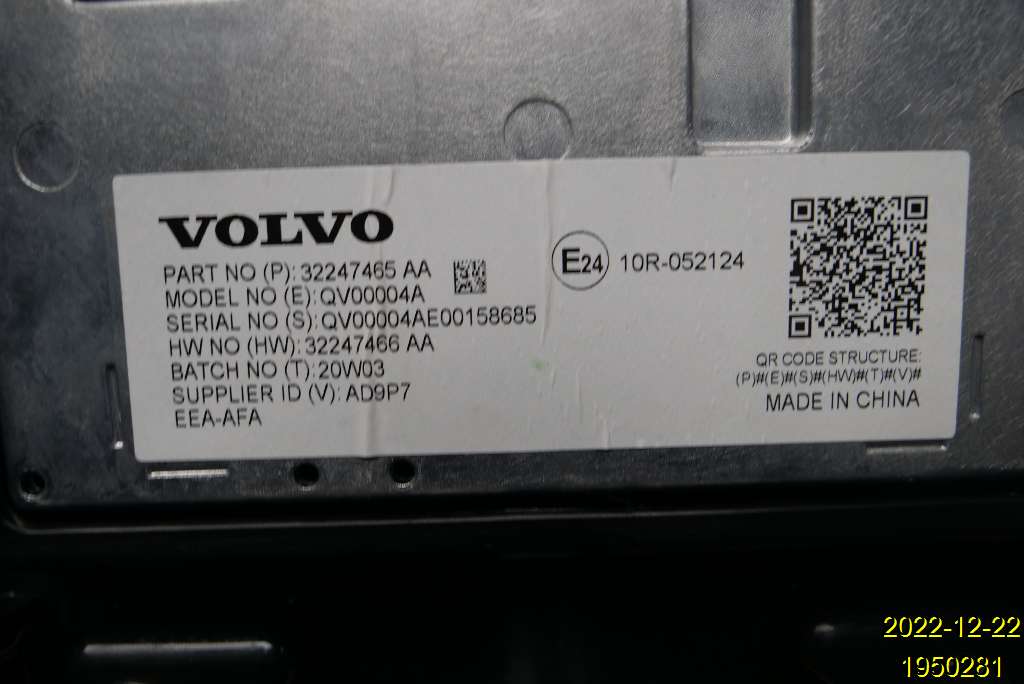 VOLVO
PART NO (P): 32247465 AA
MODEL NO (E): QV00004A
SERIAL NO (S): QV00004AE00158685
HW NO (HW): 32247466 AA
BATCH NO (T): 20W03
SUPPLIER ID (V): AD9P7
EEA-AFA
E24 10R-052124
QR CODE STRUCTURE:
(P)#(E)#(S)#(HW)#(T)#(V)#
MADE IN CHINA
2022-12-22
1950281